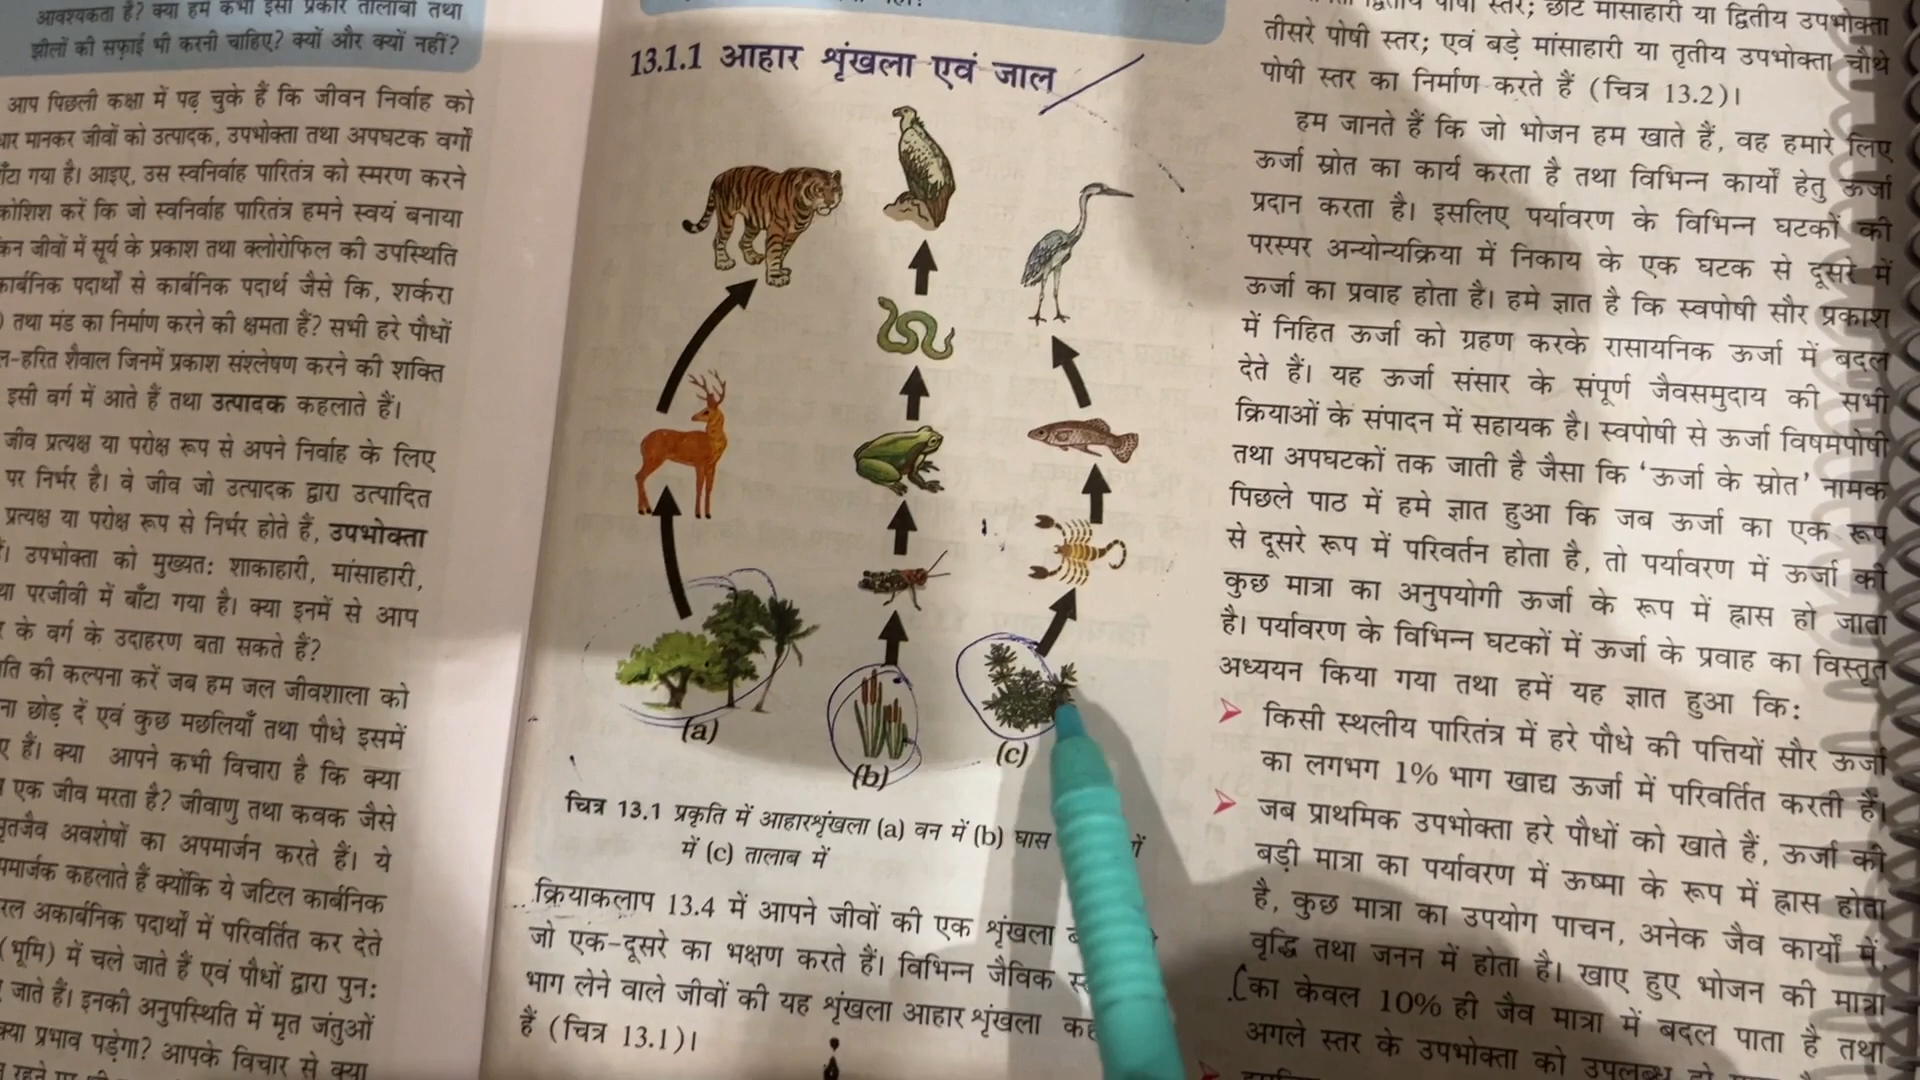 आवश्यकता है? क्या हम कभी इसी प्रकार तालाबों तथा
झीलों की सफ़ाई भी करनी चाहिए? क्यों और क्यों नहीं?
आप पिछली कक्षा में पढ़ चुके हैं कि जीवन निर्वाह को
मानकर जीवों को उत्पादक, उपभोक्ता तथा अपघटक वर्गों
गया है। आइए, उस स्वनिर्वाह पारितंत्र को स्मरण करने
कोशिश करें कि जो स्वनिर्वाह पारितंत्र हमने स्वयं बनाया
जीवों में सूर्य के प्रकाश तथा क्लोरोफिल की उपस्थिति
पदार्थों से कार्बनिक पदार्थ जैसे कि, शर्करा
तथा मंड का निर्माण करने की क्षमता हैं? सभी हरे पौधों
हरित शैवाल जिनमें प्रकाश संश्लेषण करने की शक्ति
इसी वर्ग में आते हैं तथा उत्पादक कहलाते हैं।
जीव प्रत्यक्ष या परोक्ष रूप से अपने निर्वाह के लिए
पर निर्भर है। वे जीव जो उत्पादक द्वारा उत्पादित
प्रत्यक्ष या परोक्ष रूप से निर्भर होते हैं, उपभोक्ता
उपभोक्ता को मुख्यत: शाकाहारी, मांसाहारी,
परजीवी में बाँटा गया है। क्या इनमें से आप
के वर्ग के उदाहरण बता सकते हैं?
की कल्पना करें जब हम जल जीवशाला को
छोड़ दें एवं कुछ मछलियाँ तथा पौधे इसमें
हैं। क्या आपने कभी विचारा है कि क्या
एक जीव मरता है? जीवाणु तथा कवक जैसे
अवशेषों का अपमार्जन करते हैं। ये
कहलाते हैं क्योंकि ये जटिल कार्बनिक
अकार्बनिक पदार्थों में परिवर्तित कर देते
(भूमि) में चले जाते हैं एवं पौधों द्वारा पुन:
जाते हैं। इनकी अनुपस्थिति में मृत जंतुओं
प्रभाव पड़ेगा? आपके विचार से क्या
13.1.1 आहार शृंखला एवं जाल
(a)
(b)
(c)
चित्र 13.1 प्रकृति में आहारशृंखला (a) वन में (b) घास
में (c) तालाब में
क्रियाकलाप 13.4 में आपने जीवों की एक शृंखला
जो एक-दूसरे का भक्षण करते हैं। विभिन्न जैविक
भाग लेने वाले जीवों की यह शृंखला आहार शृंखला
हैं (चित्र 13.1)।
द्वितीय पोषी स्तर; छोटे मांसाहारी या द्वितीय उपभोक्ता
तीसरे पोषी स्तर; एवं बड़े मांसाहारी या तृतीय उपभोक्ता चौथे
पोषी स्तर का निर्माण करते हैं (चित्र 13.2)।
हम जानते हैं कि जो भोजन हम खाते हैं, वह हमारे लिए
ऊर्जा स्रोत का कार्य करता है तथा विभिन्न कार्यों हेतु ऊर्जा
प्रदान करता है। इसलिए पर्यावरण के विभिन्न घटकों की
परस्पर अन्योन्यक्रिया में निकाय के एक घटक से दूसरे में
ऊर्जा का प्रवाह होता है। हमे ज्ञात है कि स्वपोषी सौर प्रकाश
में निहित ऊर्जा को ग्रहण करके रासायनिक ऊर्जा में बदल
देते हैं। यह ऊर्जा संसार के संपूर्ण जैवसमुदाय की सभी
क्रियाओं के संपादन में सहायक है। स्वपोषी से ऊर्जा विषमपोषी
तथा अपघटकों तक जाती है जैसा कि ‘ऊर्जा के स्रोत’ नामक
पिछले पाठ में हमे ज्ञात हुआ कि जब ऊर्जा का एक रूप
से दूसरे रूप में परिवर्तन होता है, तो पर्यावरण में ऊर्जा की
कुछ मात्रा का अनुपयोगी ऊर्जा के रूप में ह्रास हो जाता
है। पर्यावरण के विभिन्न घटकों में ऊर्जा के प्रवाह का विस्तृत
अध्ययन किया गया तथा हमें यह ज्ञात हुआ कि:
➤ किसी स्थलीय पारितंत्र में हरे पौधे की पत्तियों सौर ऊर्जा
का लगभग 1% भाग खाद्य ऊर्जा में परिवर्तित करती हैं।
➤ जब प्राथमिक उपभोक्ता हरे पौधों को खाते हैं, ऊर्जा की
बड़ी मात्रा का पर्यावरण में ऊष्मा के रूप में ह्रास होता
है, कुछ मात्रा का उपयोग पाचन, अनेक जैव कार्यों में,
वृद्धि तथा जनन में होता है। खाए हुए भोजन की मात्रा
का केवल 10% ही जैव मात्रा में बदल पाता है तथा
अगले स्तर के उपभोक्ता को उपलब्ध हो